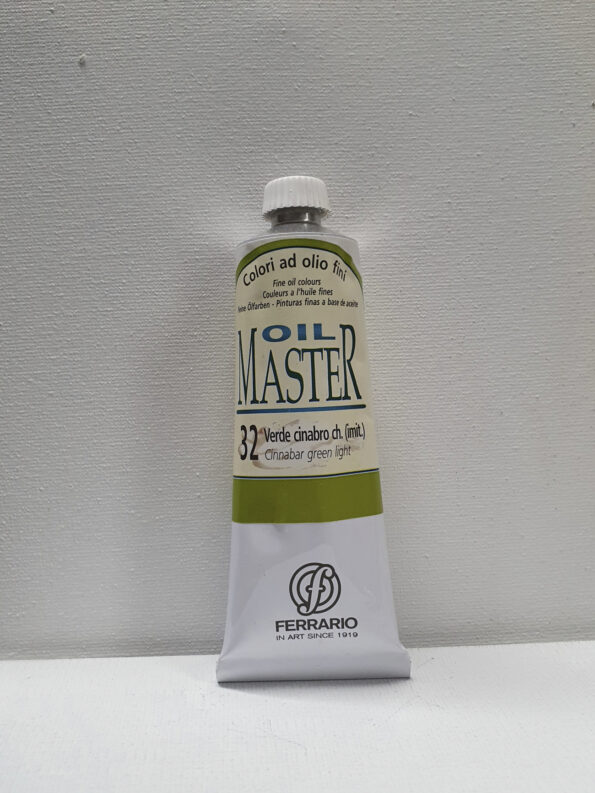 Colori ad olio fini
Fine oil colours
Couleurs a l'huile fines
Feine Ölfarben - Pinturas finas a base de aceite
OIL
MASTER
32 Verde cinabro ch. (imit.)
Cinnabar green light
FERRARIO
IN ART SINCE 1919